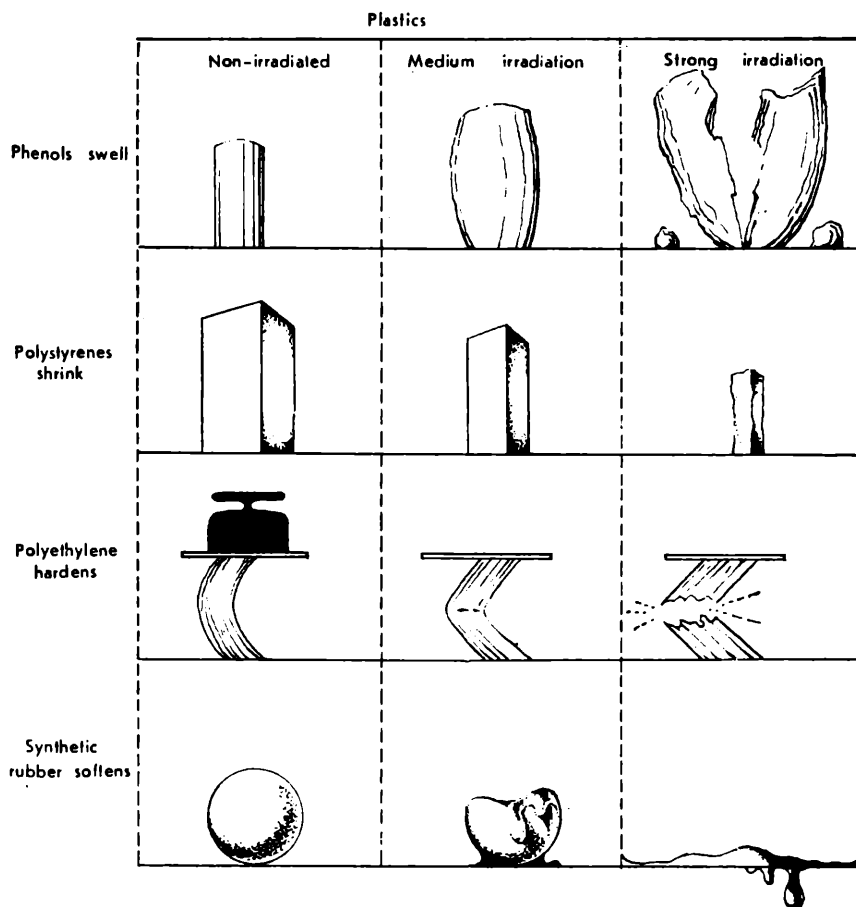 Plastics
Non-irradiated
Medium irradiation
Strong irradiation
Phenols swell
Polystyrenes
shrink
Polyethylene
hardens
Synthetic
rubber softens